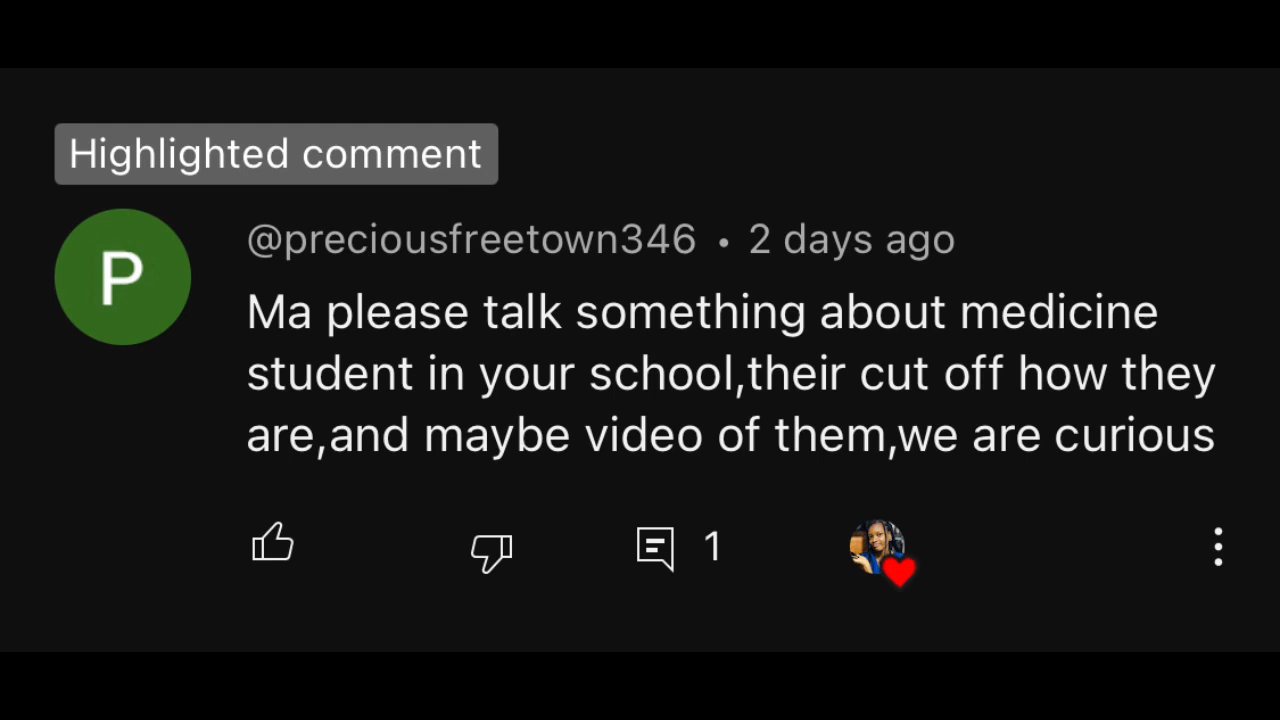 Highlighted comment
P
@preciousfreetown346 • 2 days ago
Ma please talk something about medicine
student in your school,their cut off how they
are,and maybe video of them,we are curious
1